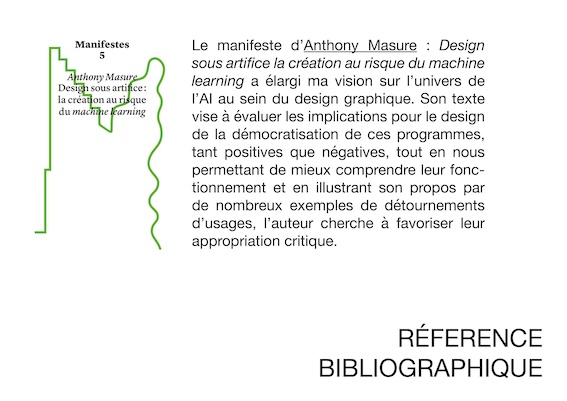 Manifestes
5
Anthony Masure
Design sous artifice :
la création au risque
du machine learning
Le manifeste d’Anthony Masure : Design
sous artifice la création au risque du machine
learning a élargi ma vision sur l’univers de
l’AI au sein du design graphique. Son texte
vise à évaluer les implications pour le design
de la démocratisation de ces programmes,
tant positives que négatives, tout en nous
permettant de mieux comprendre leur fonc-
tionnement et en illustrant son propos par
de nombreux exemples de détournements
d’usages, l’auteur cherche à favoriser leur
appropriation critique.
RÉFERENCE
BIBLIOGRAPHIQUE